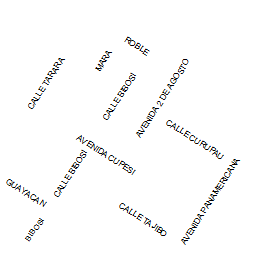 ROBLE
MARA
CALLE TARARA
CALLE BIBOSI
AVENIDA 2 DE AGOSTO
CALLE CURUPAU
AVENIDA CUPESI
CALLE BIBOSI
GUAYACAN
AVENIDA PANAMERICANA
CALLE TAJIBO
BIBOSI